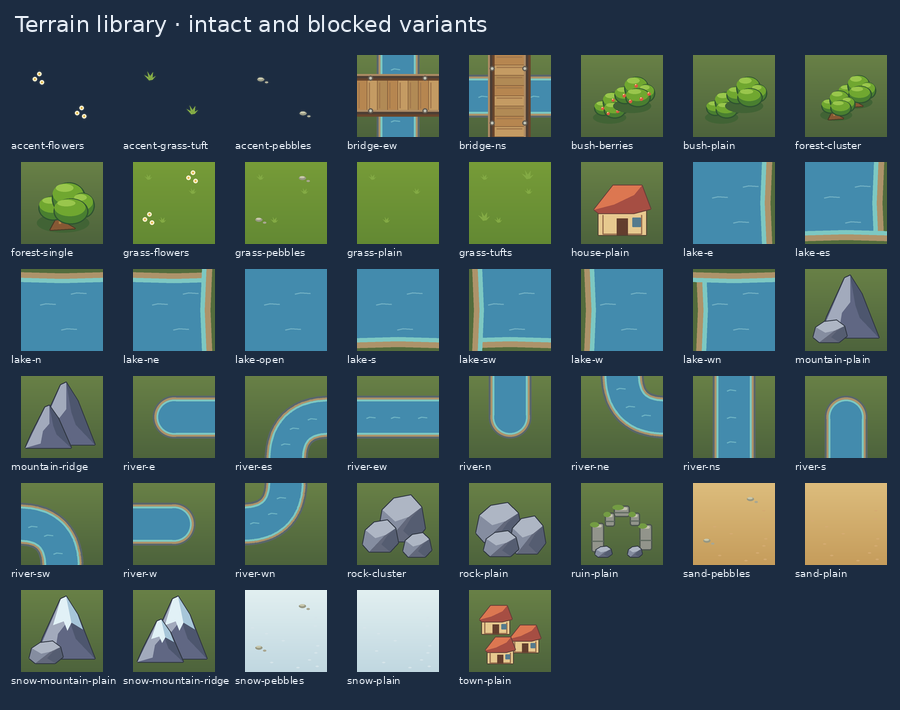 Terrain library · intact and blocked variants
accent-flowers accent-grass-tuft accent-pebbles bridge-ew bridge-ns bush-berries bush-plain forest-cluster
forest-single grass-flowers grass-pebbles grass-plain grass-tufts house-plain lake-e lake-es
lake-n lake-ne lake-open lake-s lake-sw lake-w lake-wn mountain-plain
mountain-ridge river-e river-es river-ew river-n river-ne river-ns river-s
river-sw river-w river-wn rock-cluster rock-plain ruin-plain sand-pebbles sand-plain
snow-mountain-plain snow-mountain-ridge snow-pebbles snow-plain town-plain